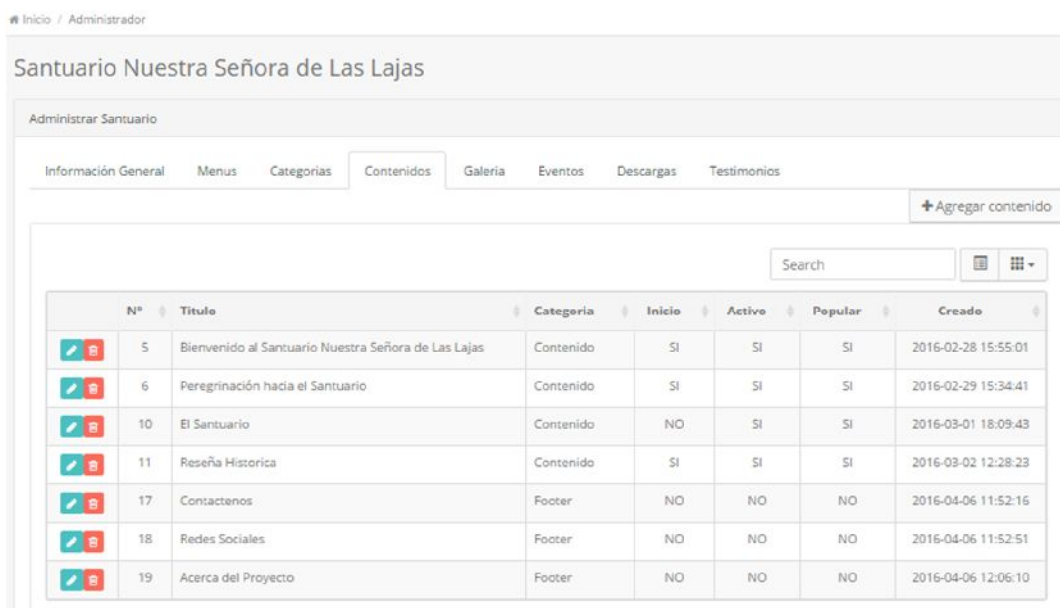 Inicio / Administrador
Santuario Nuestra Señora de Las Lajas
Administrar Santuario
Información General Menus Categorias Contenidos Galeria Eventos Descargas Testimonios
+ Agregar contenido
Search
Nº Titulo Categoria Inicio Activo Popular Creado
5 Bienvenido al Santuario Nuestra Señora de Las Lajas Contenido SI SI SI 2016-02-28 15:55:01
6 Peregrinación hacia el Santuario Contenido SI SI SI 2016-02-29 15:34:41
10 El Santuario Contenido NO SI SI 2016-03-01 18:09:43
11 Reseña Historica Contenido SI SI SI 2016-03-02 12:28:23
17 Contactenos Footer NO NO NO 2016-04-06 11:52:16
18 Redes Sociales Footer NO NO NO 2016-04-06 11:52:51
19 Acerca del Proyecto Footer NO NO NO 2016-04-06 12:06:10